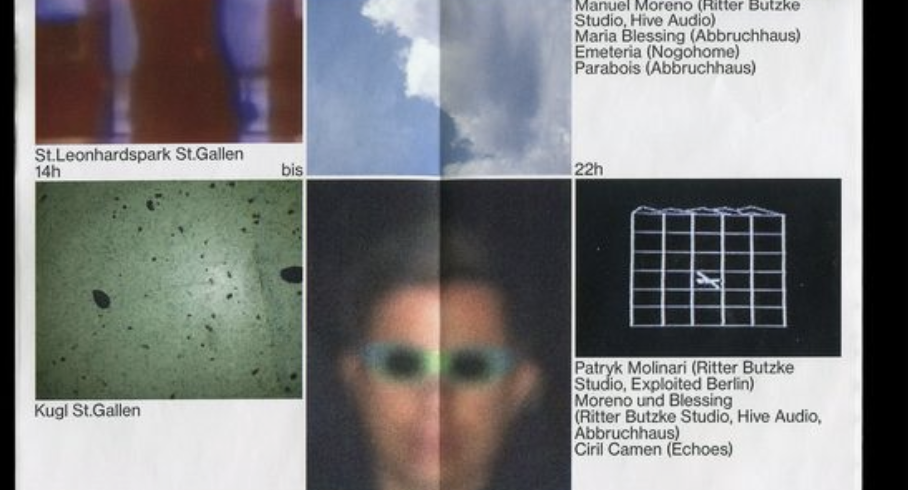 Manuel Moreno (Ritter Butzke
Studio, Hive Audio)
Maria Blessing (Abbruchhaus)
Emeteria (Nogohome)
Parabois (Abbruchhaus)
St.Leonhardspark St.Gallen
14h bis 22h
Kugl St.Gallen
Patryk Molinari (Ritter Butzke
Studio, Exploited Berlin)
Moreno und Blessing
(Ritter Butzke Studio, Hive Audio,
Abbruchhaus)
Ciril Camen (Echoes)